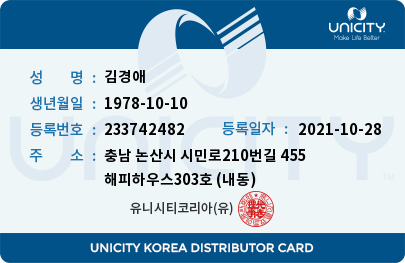 UNICITY
Make Life Better
성 명 : 김경애
생년월일 : 1978-10-10
등록번호 : 233742482 등록일자 : 2021-10-28
주 소 : 충남 논산시 시민로210번길 455
해피하우스303호 (내동)
유니시티코리아(유)
UNICITY
UNICITY KOREA DISTRIBUTOR CARD